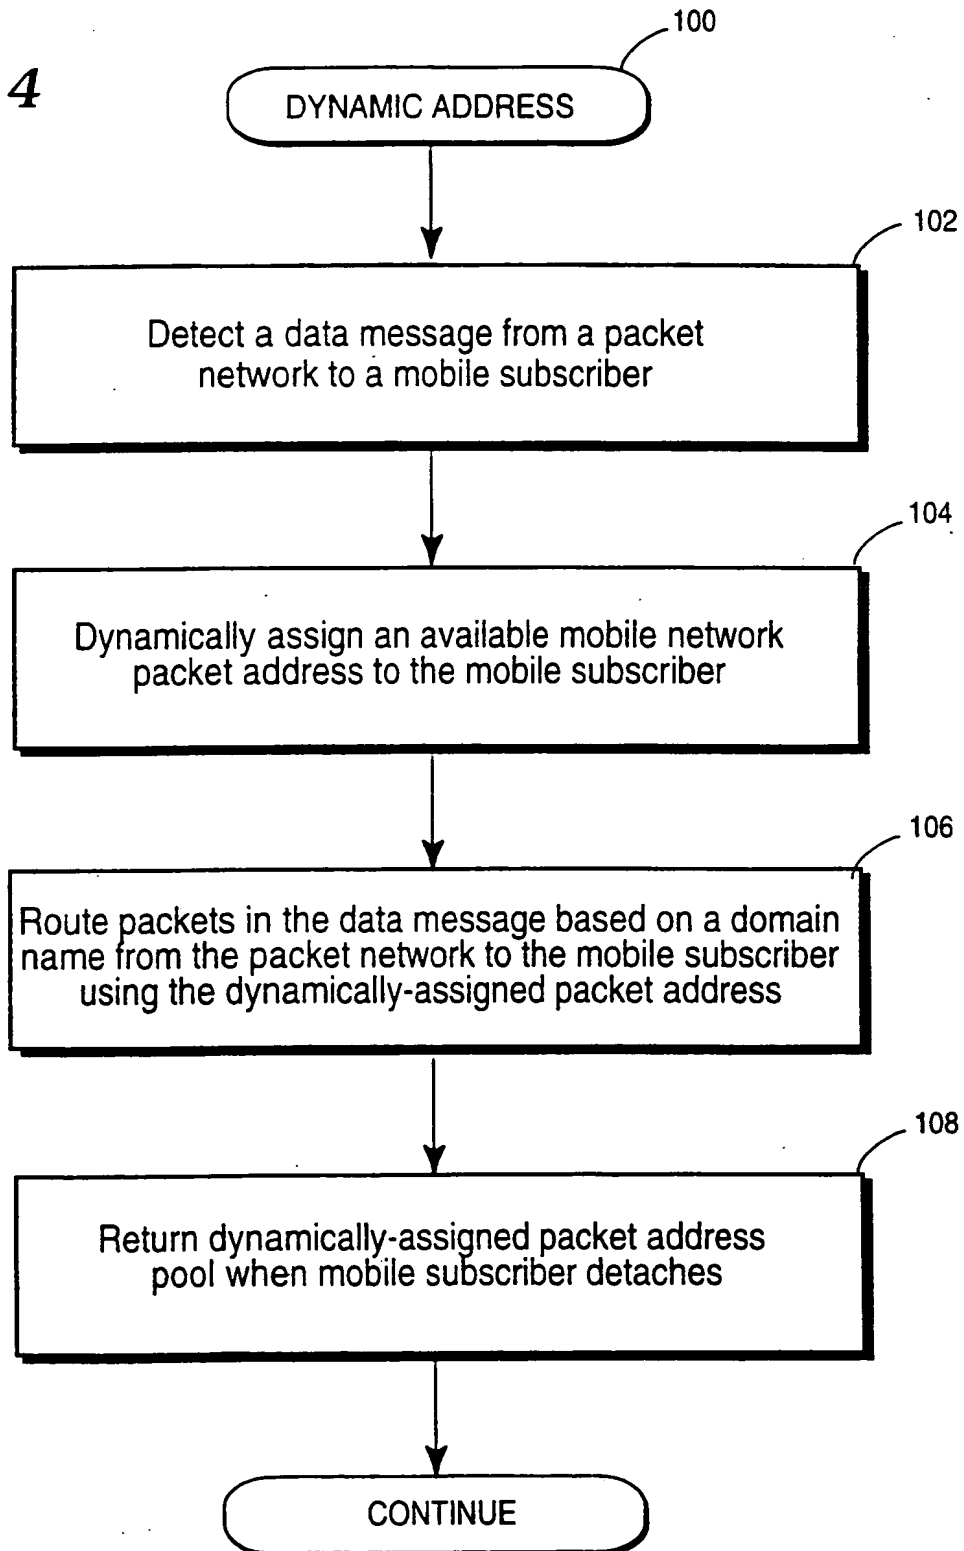 4
100
DYNAMIC ADDRESS
102
Detect a data message from a packet
network to a mobile subscriber
104
Dynamically assign an available mobile network
packet address to the mobile subscriber
106
Route packets in the data message based on a domain
name from the packet network to the mobile subscriber
using the dynamically-assigned packet address
108
Return dynamically-assigned packet address
pool when mobile subscriber detaches
CONTINUE